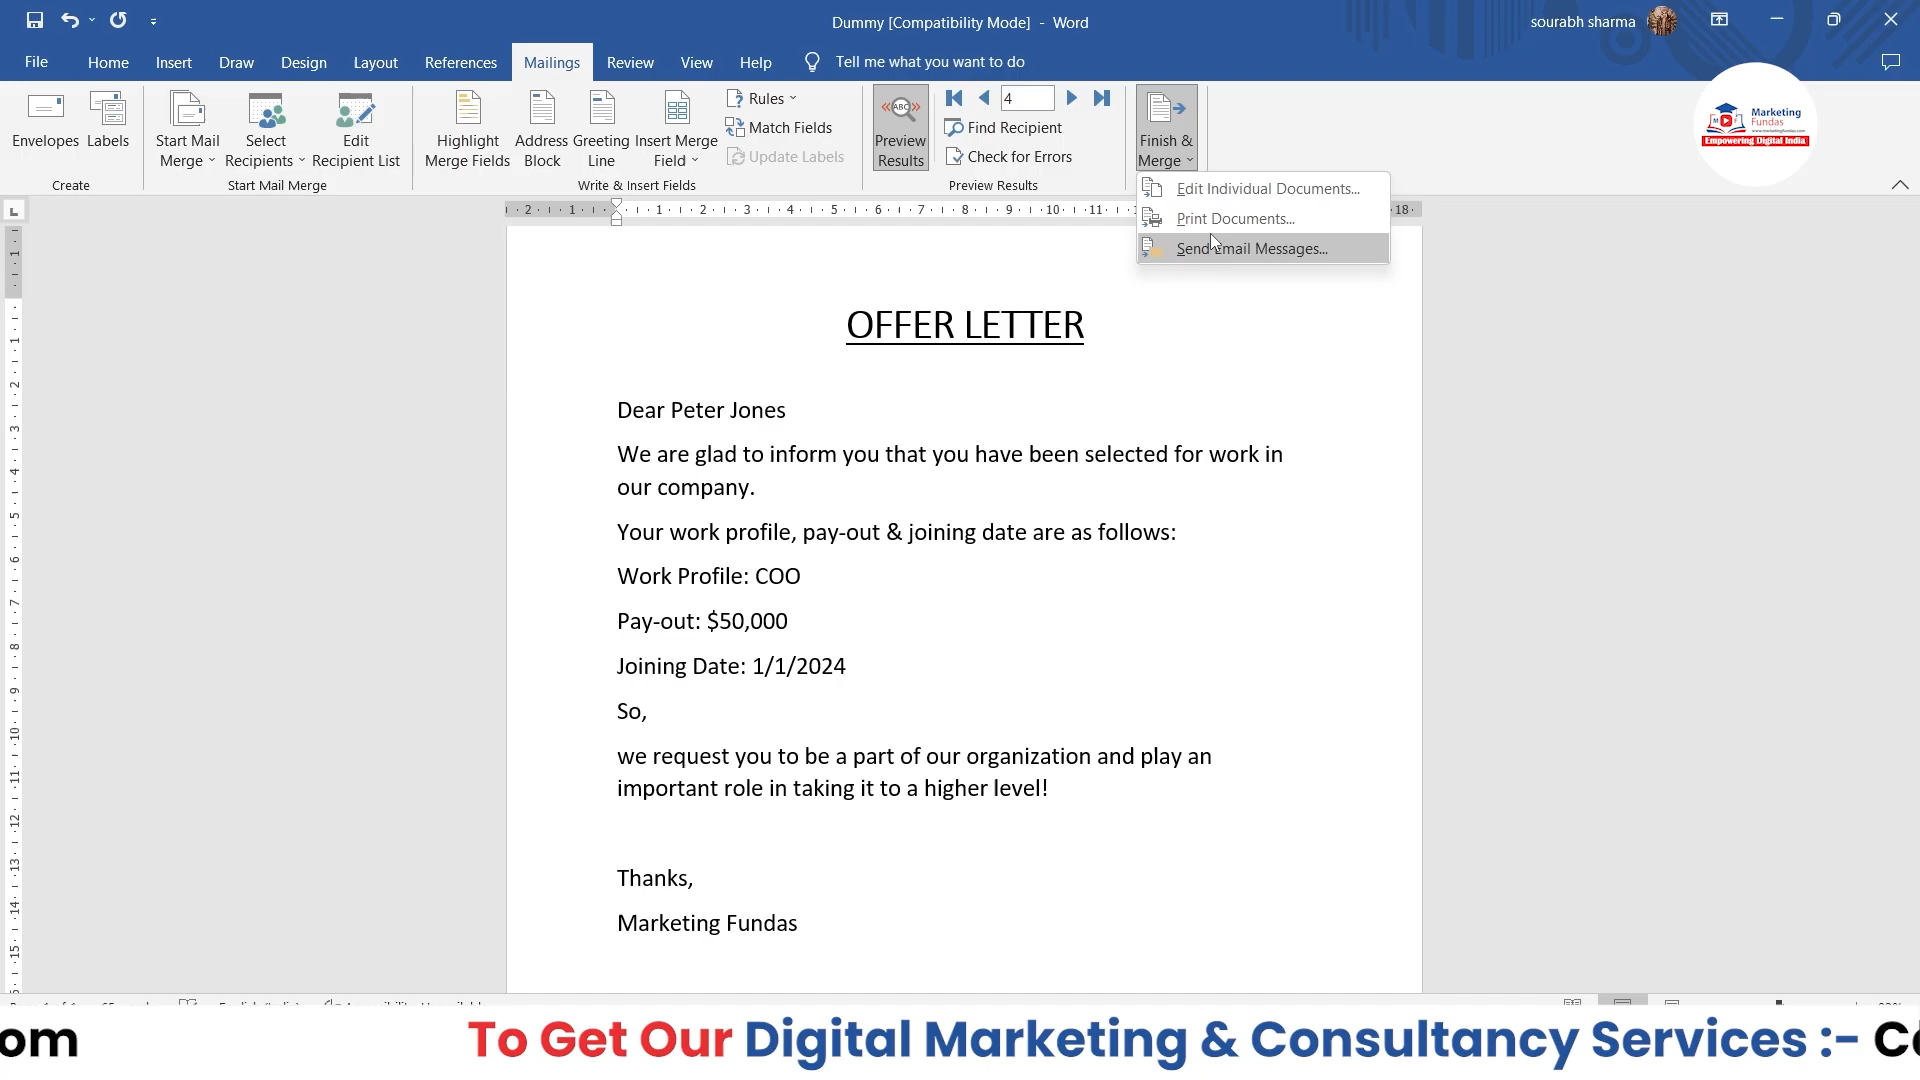 Dummy [Compatibility Mode] - Word
sourabh sharma
File Home Insert Draw Design Layout References Mailings Review View Help Tell me what you want to do
Envelopes Labels
Create
Start Mail Merge
Select Recipients
Edit Recipient List
Start Mail Merge
Highlight Merge Fields
Address Block
Greeting Line
Insert Merge Field
Rules
Match Fields
Update Labels
Write & Insert Fields
ABC
Preview Results
4
Find Recipient
Check for Errors
Preview Results
Finish & Merge
Edit Individual Documents...
Print Documents...
Send Email Messages...
Marketing
Fundas
www.marketingfundas.com
Empowering Digital India
OFFER LETTER
Dear Peter Jones
We are glad to inform you that you have been selected for work in
our company.
Your work profile, pay-out & joining date are as follows:
Work Profile: COO
Pay-out: $50,000
Joining Date: 1/1/2024
So,
we request you to be a part of our organization and play an
important role in taking it to a higher level!
Thanks,
Marketing Fundas
om To Get Our Digital Marketing & Consultancy Services :- C